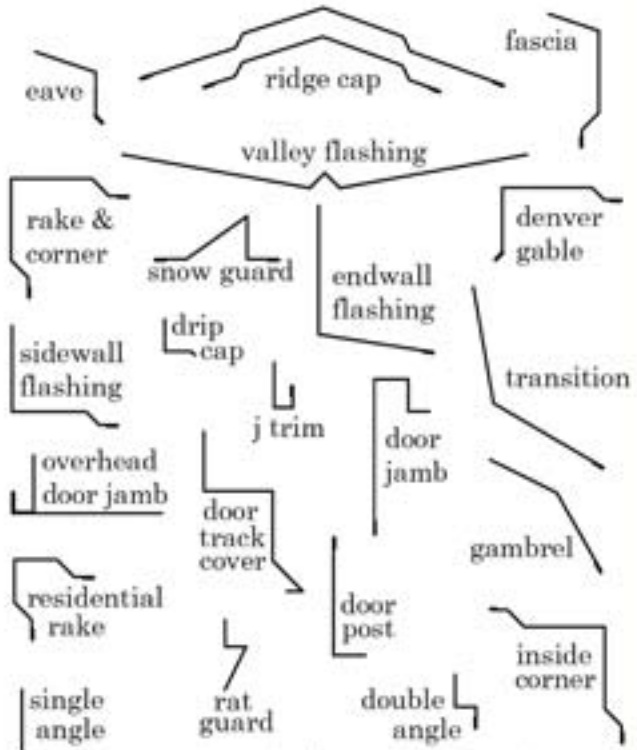 fascia
eave
ridge cap
valley flashing
rake &
corner
denver
gable
snow guard
endwall
flashing
drip
cap
sidewall
flashing
transition
j trim
door
jamb
overhead
door jamb
door
track
cover
gambrel
residential
rake
door
post
inside
corner
single
angle
rat
guard
double
angle